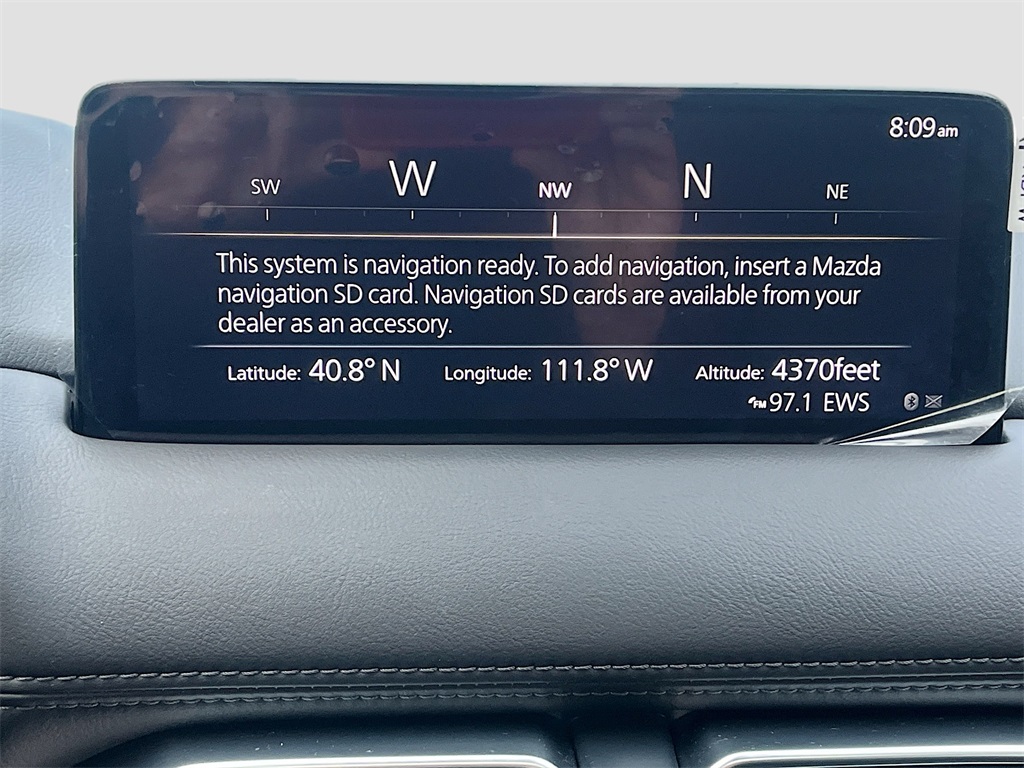 8:09am
SW W NW N NE
This system is navigation ready. To add navigation, insert a Mazda
navigation SD card. Navigation SD cards are available from your
dealer as an accessory.
Latitude: 40.8° N Longitude: 111.8° W Altitude: 4370feet
FM 97.1 EWS